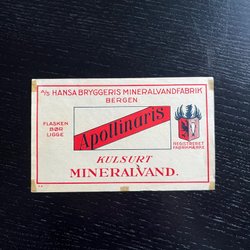 A/S HANSA BRYGGERIS MINERALVANDFABRIK
BERGEN
FLASKEN
BØR
LIGGE
Apollinaris
REGISTRERET
FABRIKMÆRKE
KULSURT
MINERALVAND.